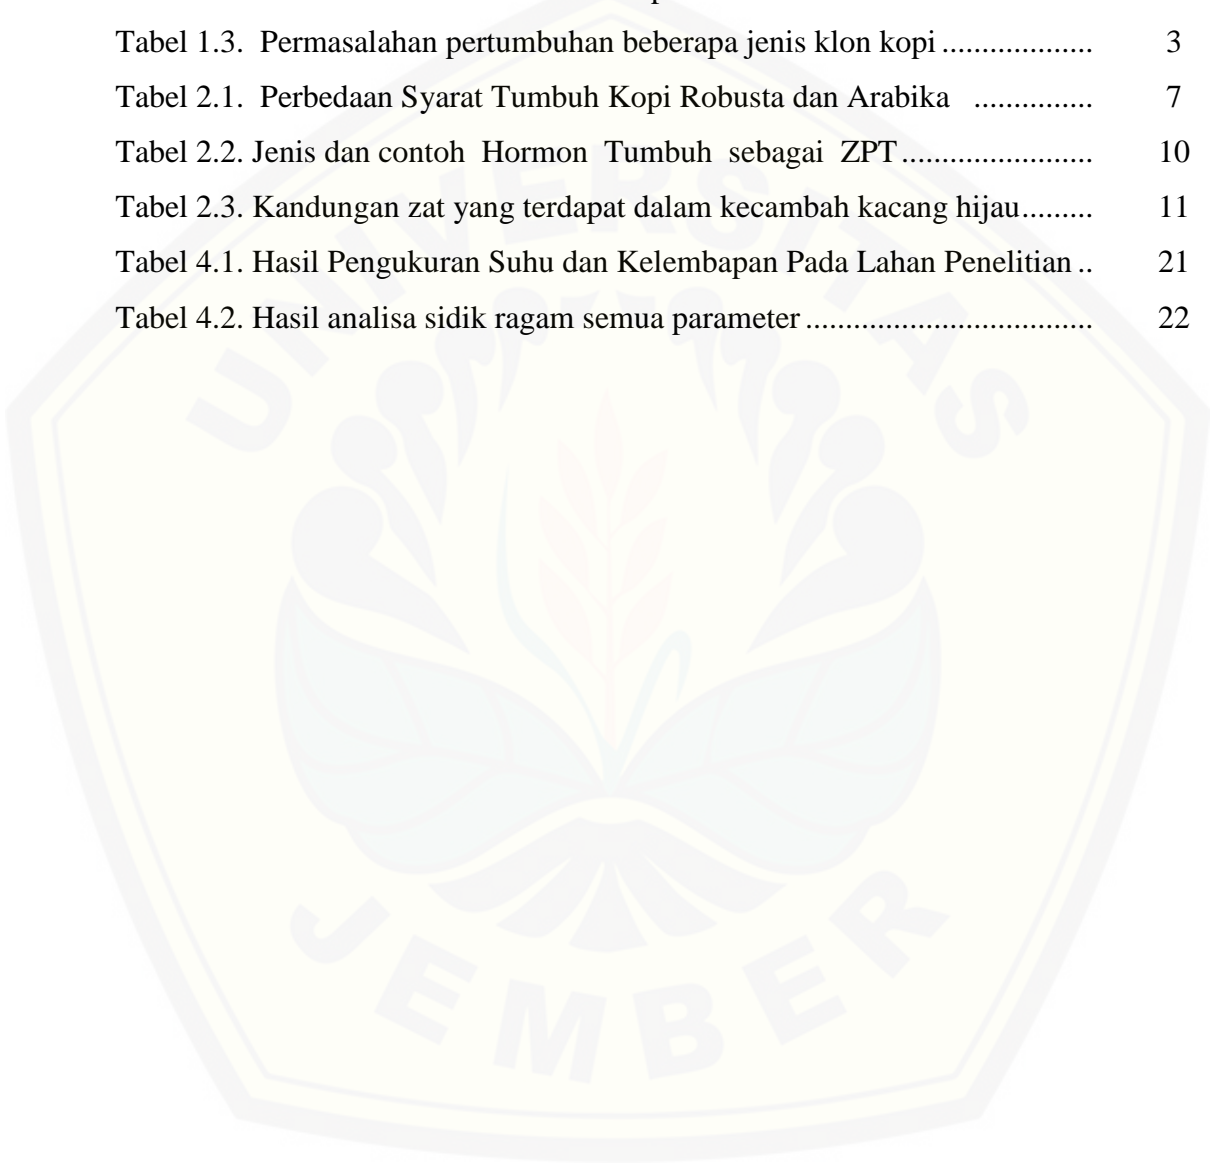 Tabel 1.3.  Permasalahan pertumbuhan beberapa jenis klon kopi ................... 3
Tabel 2.1.  Perbedaan Syarat Tumbuh Kopi Robusta dan Arabika   ............... 7
Tabel 2.2. Jenis dan contoh  Hormon  Tumbuh  sebagai  ZPT ........................ 10
Tabel 2.3. Kandungan zat yang terdapat dalam kecambah kacang hijau......... 11
Tabel 4.1. Hasil Pengukuran Suhu dan Kelembapan Pada Lahan Penelitian .. 21
Tabel 4.2. Hasil analisa sidik ragam semua parameter .................................... 22
UNIVERSITAS
JEMBER